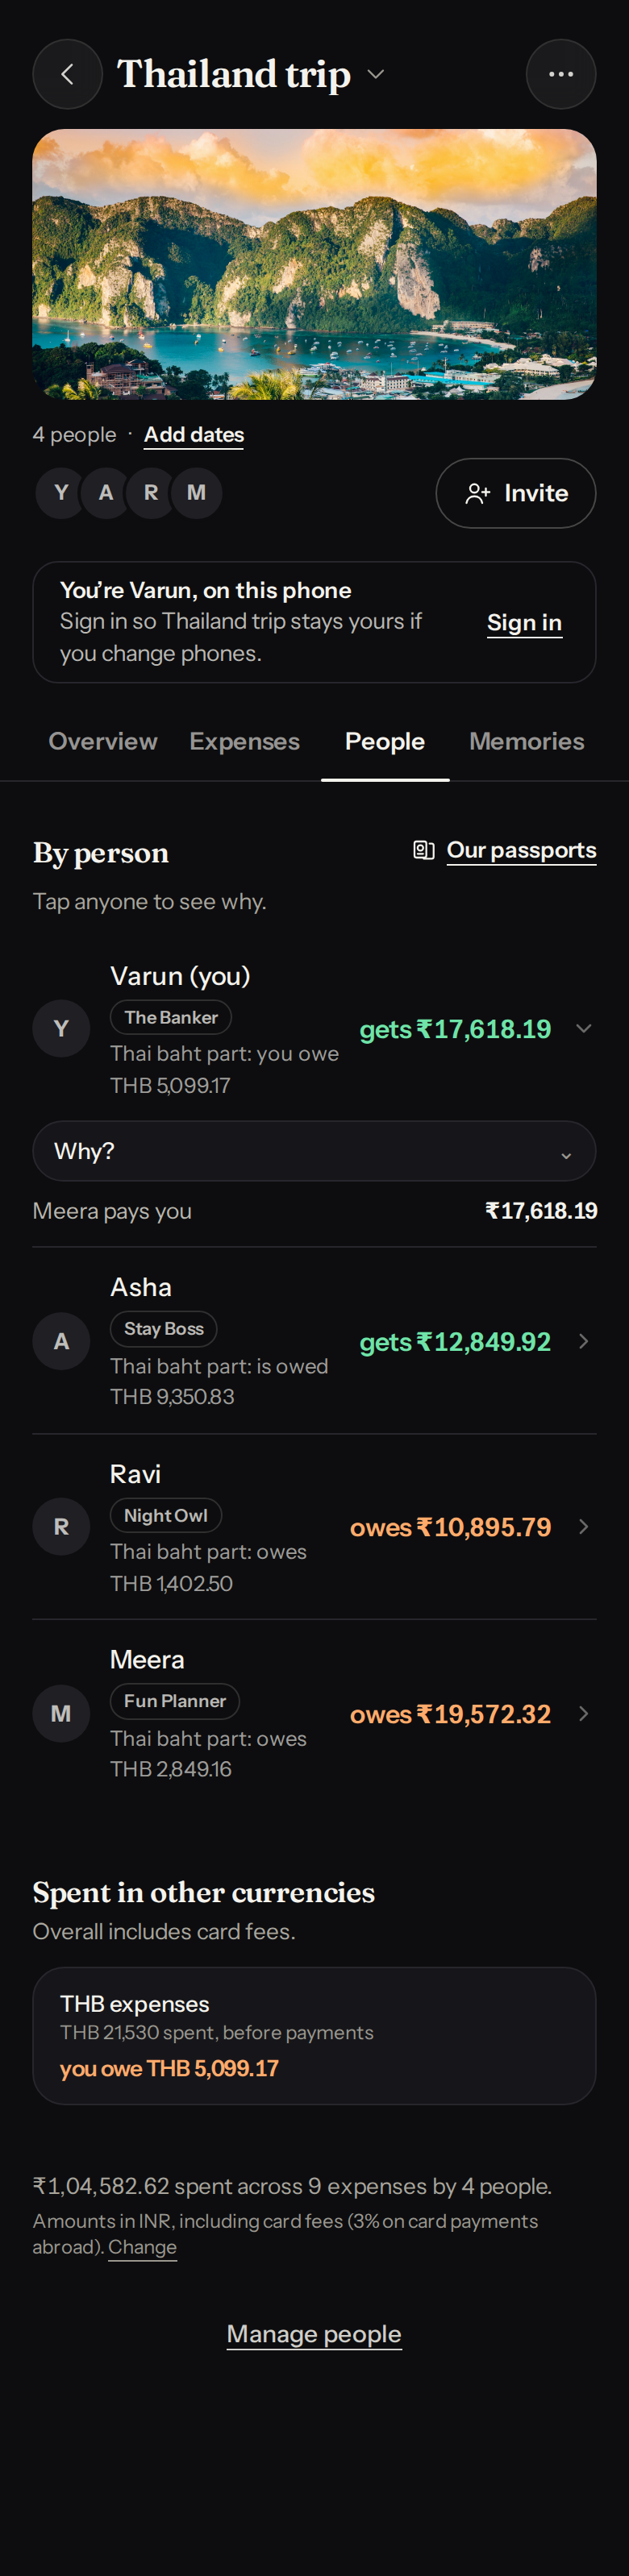 Thailand trip
4 people · Add dates
Y A R M
Invite
You’re Varun, on this phone
Sign in so Thailand trip stays yours if
you change phones.
Sign in
Overview Expenses People Memories
By person
Our passports
Tap anyone to see why.
Y
Varun (you)
The Banker
Thai baht part: you owe
THB 5,099.17
gets ₹17,618.19
Why?
Meera pays you ₹17,618.19
A
Asha
Stay Boss
Thai baht part: is owed
THB 9,350.83
gets ₹12,849.92
R
Ravi
Night Owl
Thai baht part: owes
THB 1,402.50
owes ₹10,895.79
M
Meera
Fun Planner
Thai baht part: owes
THB 2,849.16
owes ₹19,572.32
Spent in other currencies
Overall includes card fees.
THB expenses
THB 21,530 spent, before payments
you owe THB 5,099.17
₹1,04,582.62 spent across 9 expenses by 4 people.
Amounts in INR, including card fees (3% on card payments
abroad). Change
Manage people